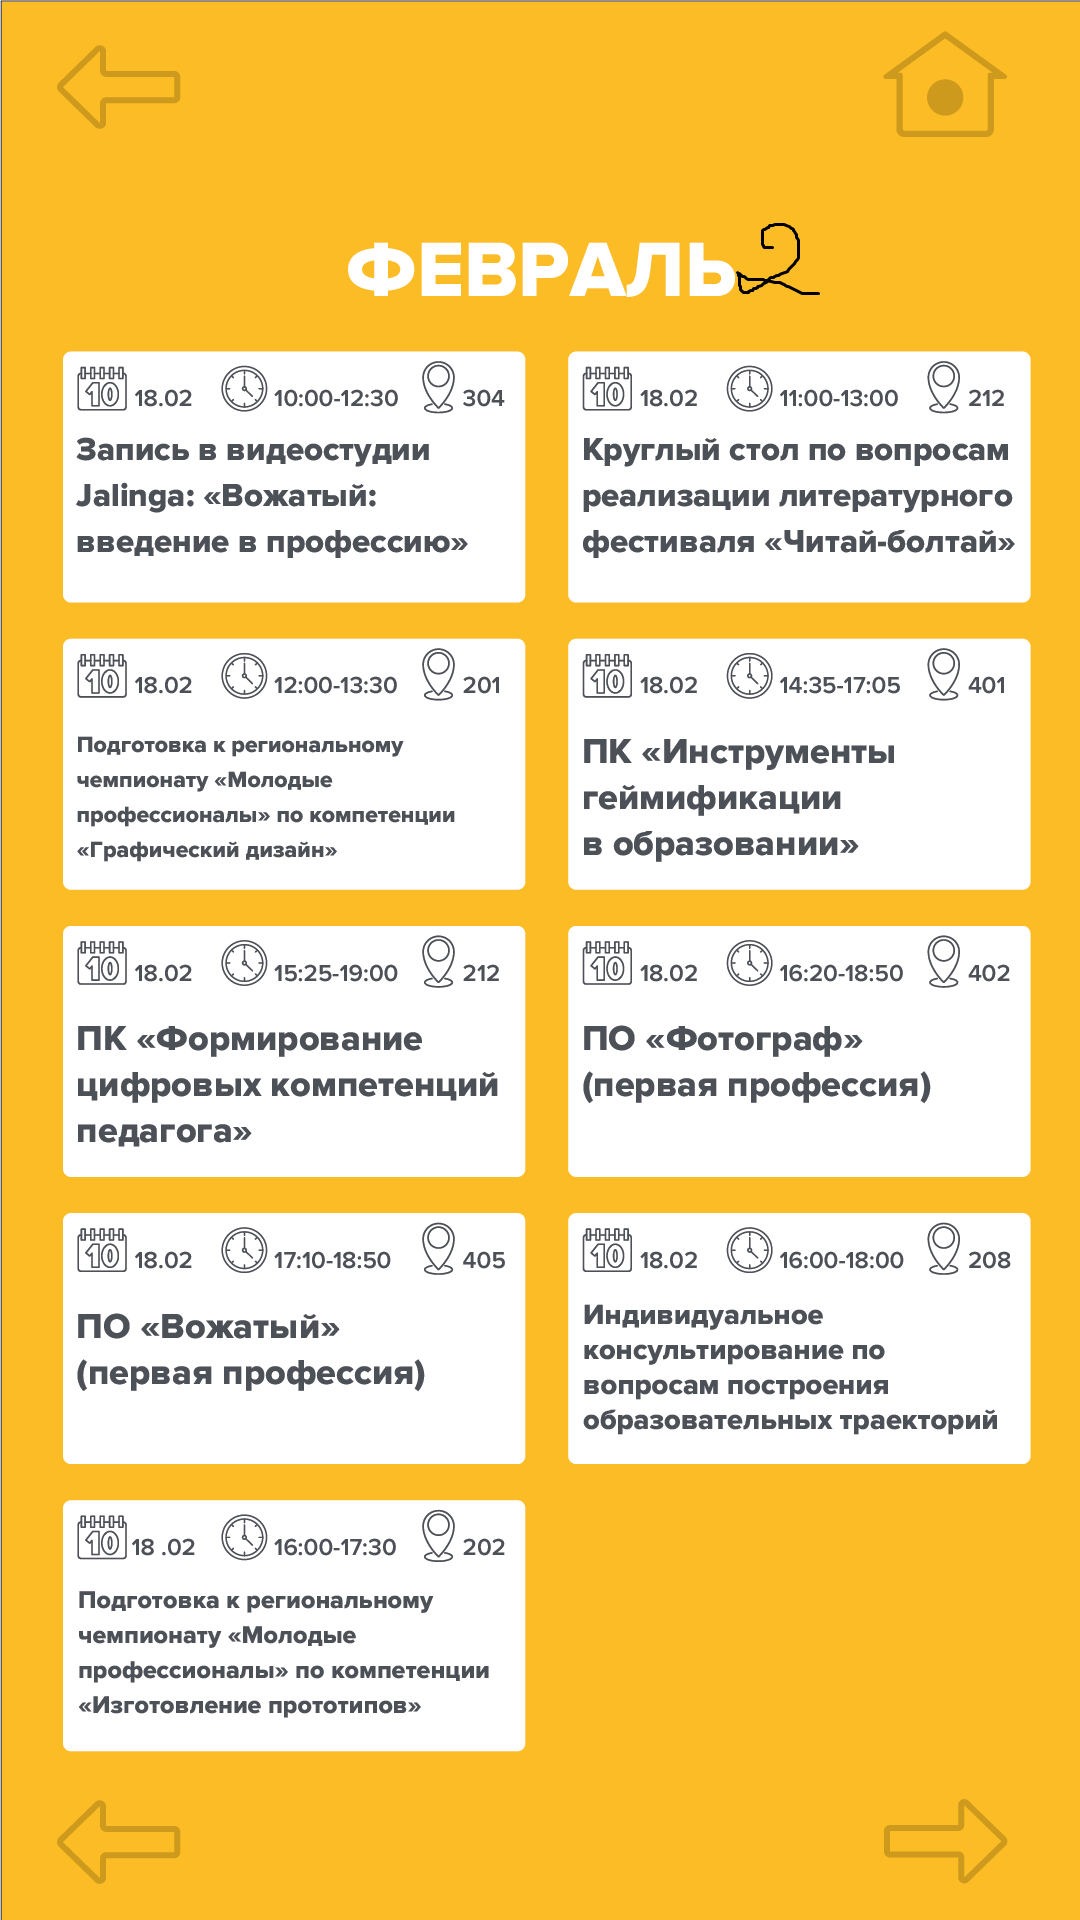 ФЕВРАЛЬ2
10 18.02 10:00-12:30 304
Запись в видеостудии
Jalinga: «Вожатый:
введение в профессию»
10 18.02 11:00-13:00 212
Круглый стол по вопросам
реализации литературного
фестиваля «Читай-болтай»
10 18.02 12:00-13:30 201
Подготовка к региональному
чемпионату «Молодые
профессионалы» по компетенции
«Графический дизайн»
10 18.02 14:35-17:05 401
ПК «Инструменты
геймификации
в образовании»
10 18.02 15:25-19:00 212
ПК «Формирование
цифровых компетенций
педагога»
10 18.02 16:20-18:50 402
ПО «Фотограф»
(первая профессия)
10 18.02 17:10-18:50 405
ПО «Вожатый»
(первая профессия)
10 18.02 16:00-18:00 208
Индивидуальное
консультирование по
вопросам построения
образовательных траекторий
10 18 .02 16:00-17:30 202
Подготовка к региональному
чемпионату «Молодые
профессионалы» по компетенции
«Изготовление прототипов»